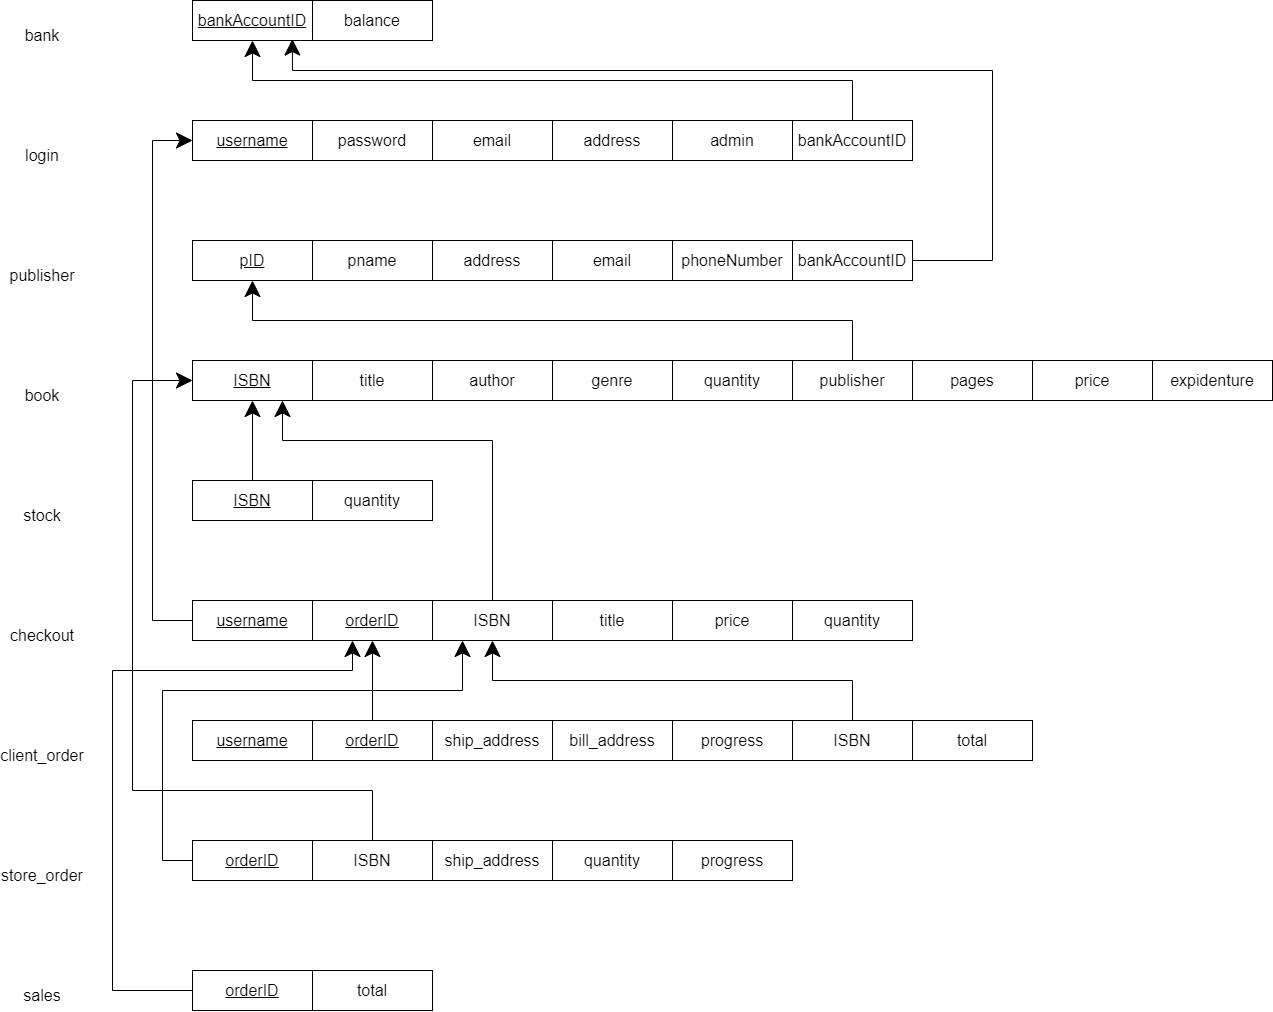 bankAccountID balance
bank
username password email address admin bankAccountID
login
pID pname address email phoneNumber bankAccountID
publisher
ISBN title author genre quantity publisher pages price expidenture
book
ISBN quantity
stock
username orderID ISBN title price quantity
checkout
username orderID ship_address bill_address progress ISBN total
client_order
orderID ISBN ship_address quantity progress
store_order
orderID total
sales